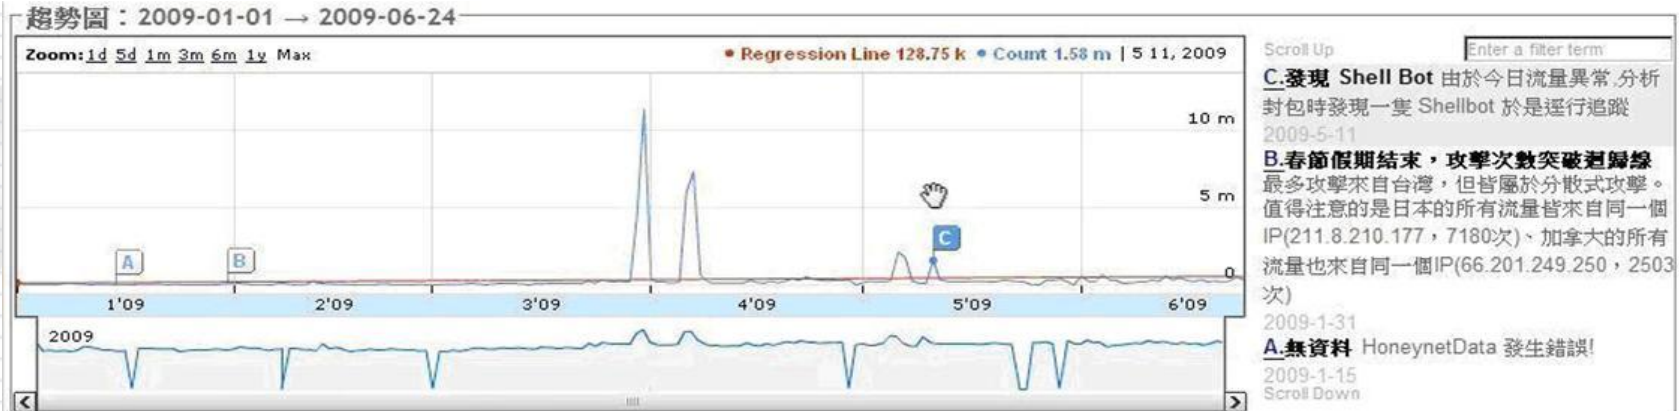 趨勢圖：2009-01-01 → 2009-06-24
Zoom: 1d 5d 1m 3m 6m 1y Max
• Regression Line 128.75 k • Count 1.58 m | 5 11, 2009
10 m
5 m
0
A
B
C
1'09
2'09
3'09
4'09
5'09
6'09
2009
Scroll Up
Enter a filter term
C.發現 Shell Bot 由於今日流量異常,分析
封包時發現一隻 Shellbot 於是逕行追蹤
2009-5-11
B.春節假期結束，攻擊次數突破迴歸線
最多攻擊來自台灣，但皆屬於分散式攻擊。
值得注意的是日本的所有流量皆來自同一個
IP(211.8.210.177，7180次)、加拿大的所有
流量也來自同一個IP(66.201.249.250，2503
次)
2009-1-31
A.無資料 HoneynetData 發生錯誤!
2009-1-15
Scroll Down